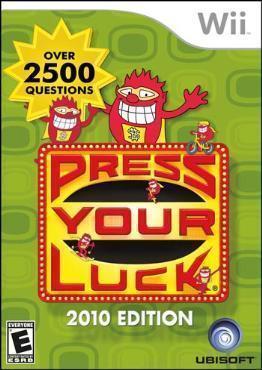 Wii
OVER
2500
QUESTIONS
PRESS
YOUR
LUCK
2010 EDITION
E
EVERYONE
ESRB
UBISOFT